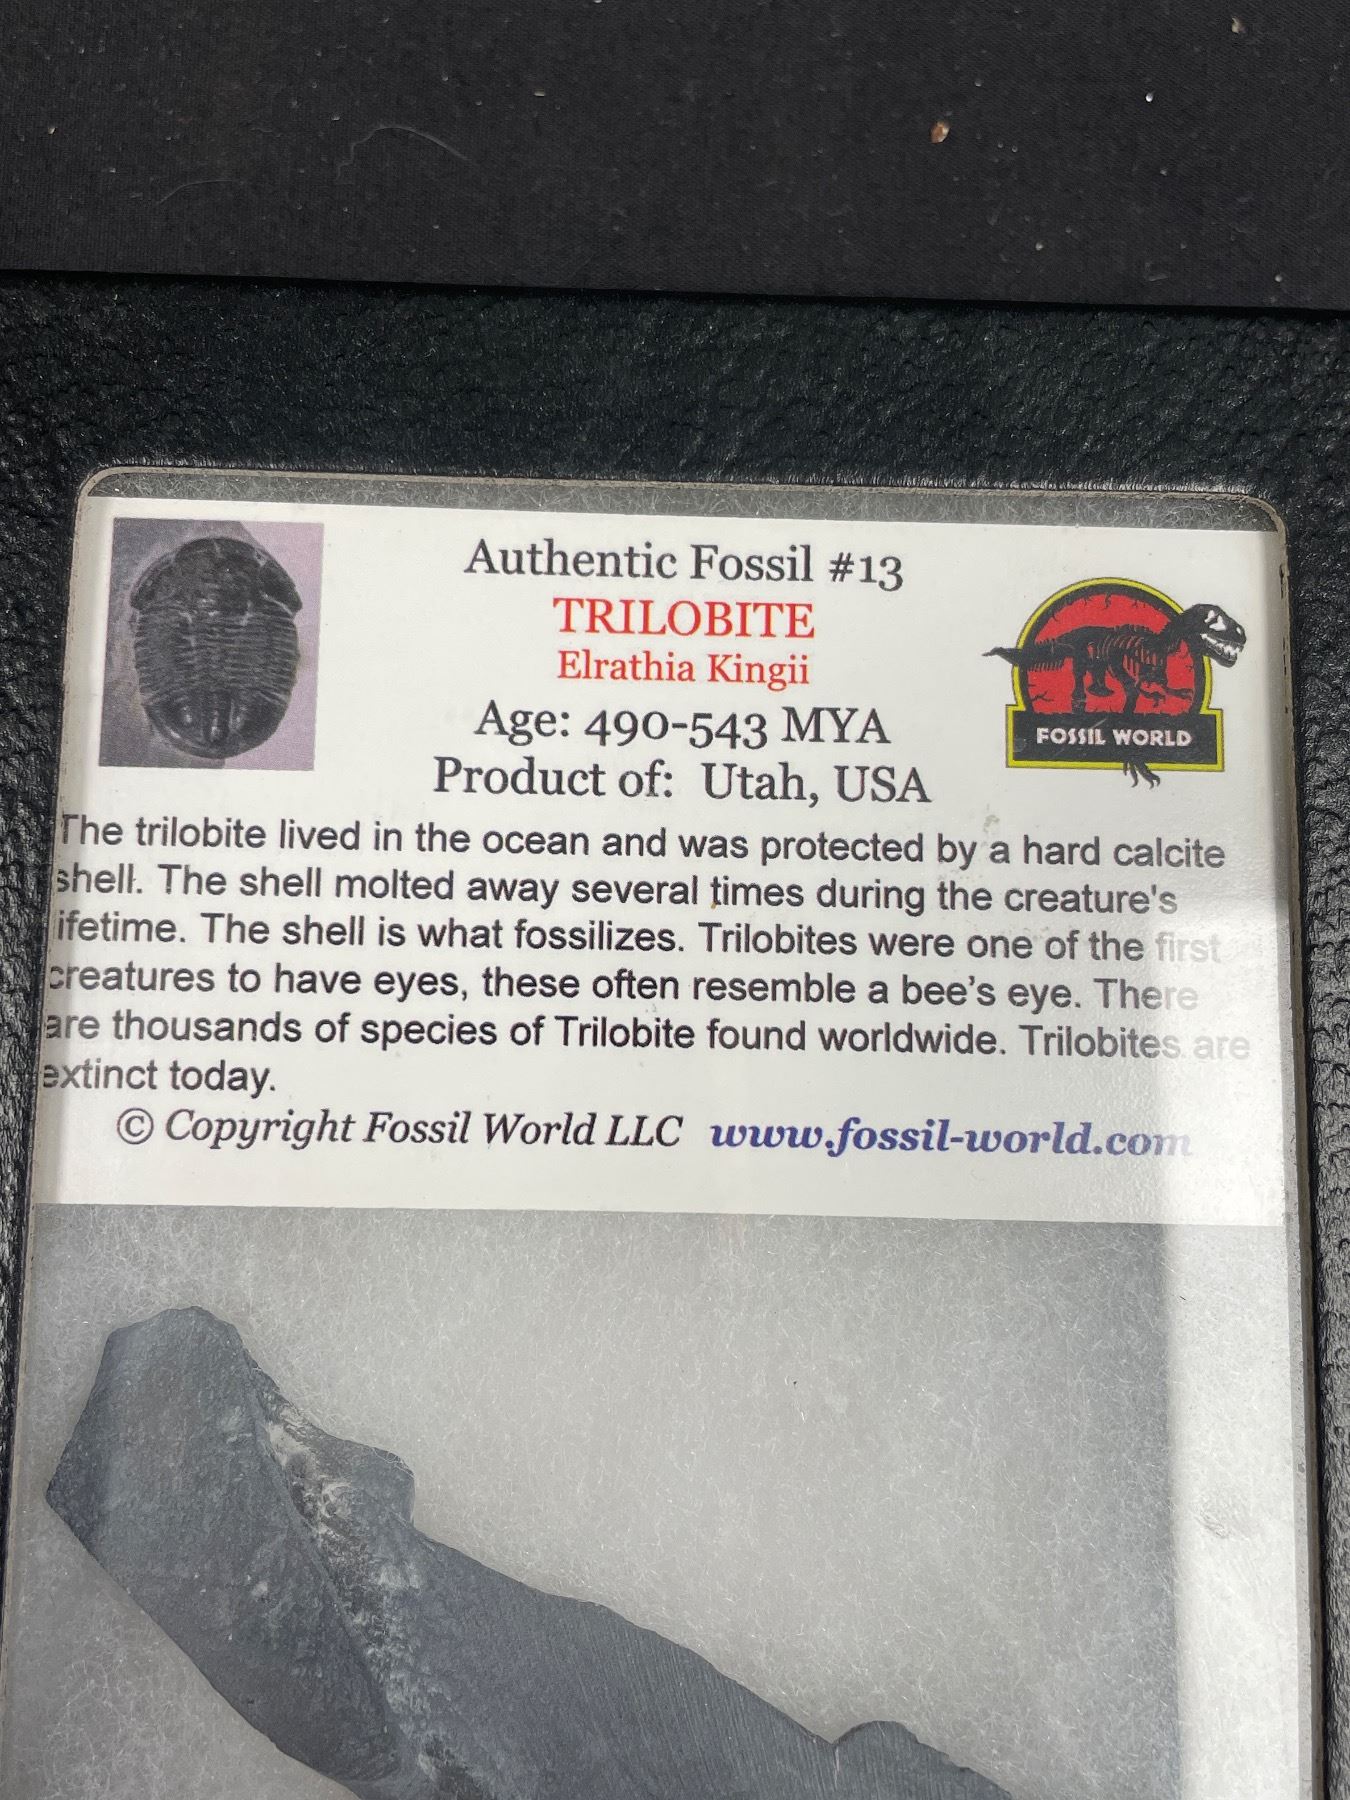 Authentic Fossil #13
TRILOBITE
Elrathia Kingii
Age: 490-543 MYA
Product of: Utah, USA
FOSSIL WORLD
The trilobite lived in the ocean and was protected by a hard calcite
shell. The shell molted away several times during the creature's
ifetime. The shell is what fossilizes. Trilobites were one of the first
creatures to have eyes, these often resemble a bee’s eye. There
are thousands of species of Trilobite found worldwide. Trilobites are
extinct today.
© Copyright Fossil World LLC www.fossil-world.com